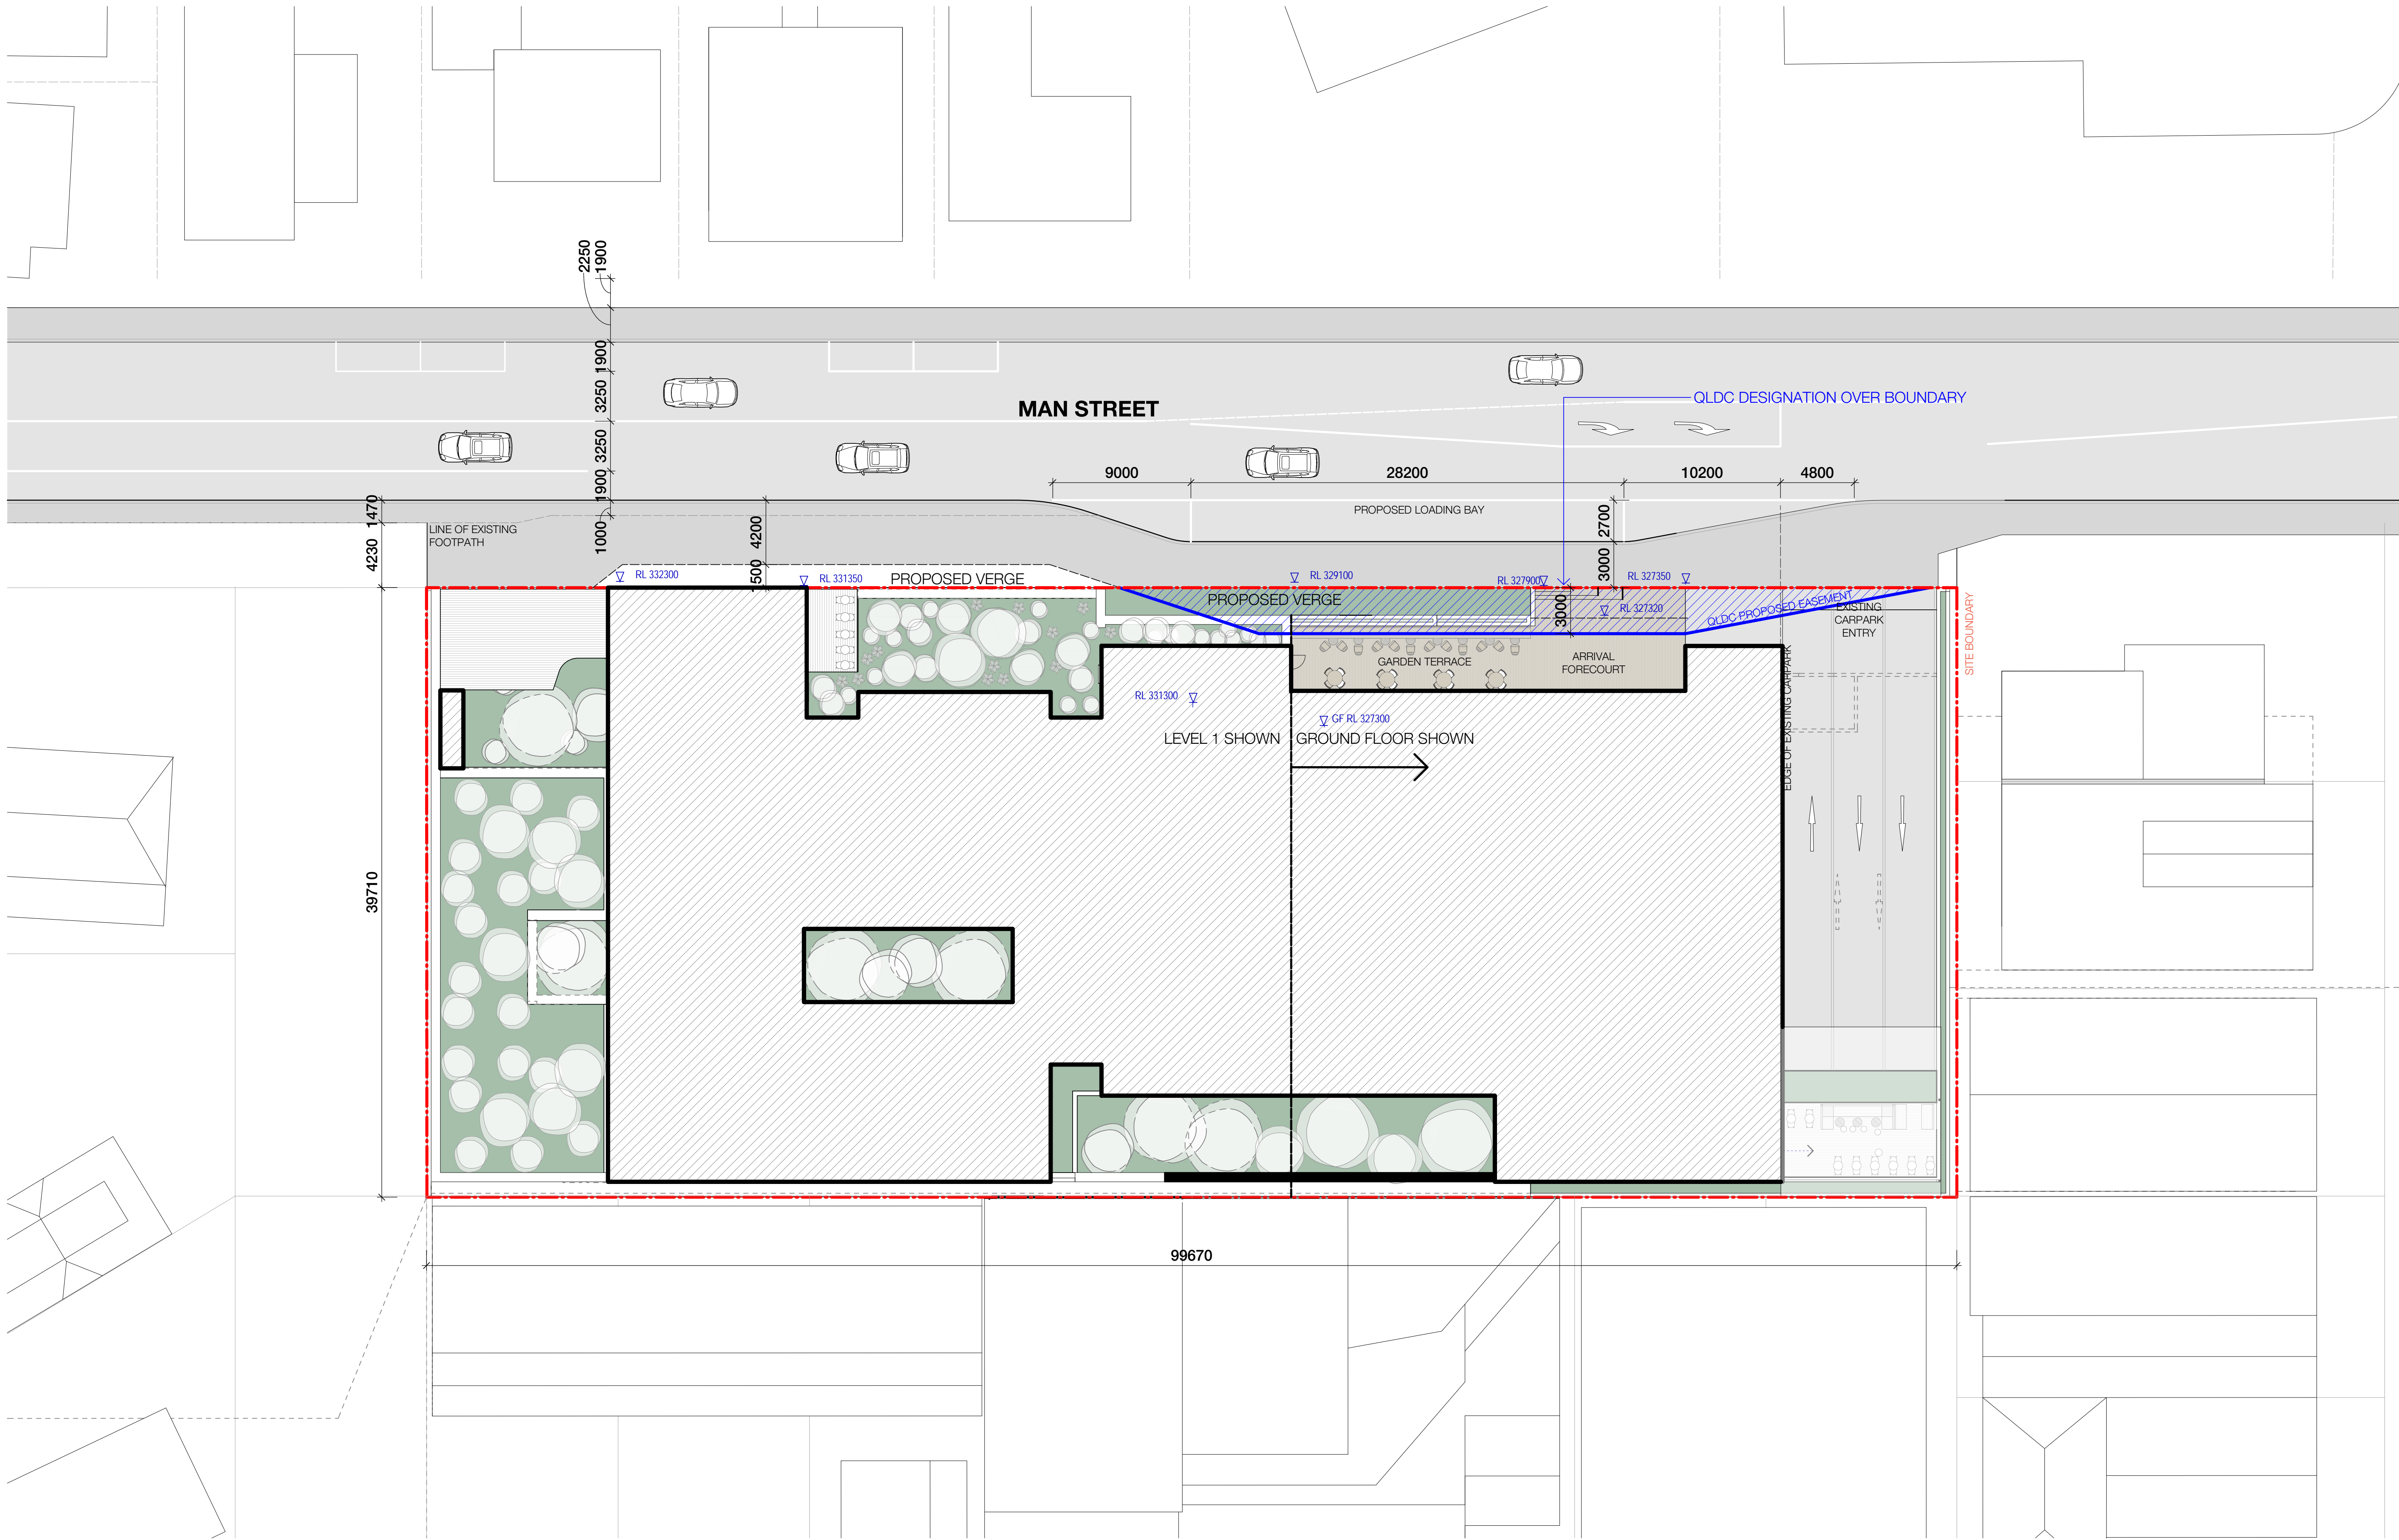 2250
1900
1900
3250
3250
1900
1000
MAN STREET
QLDC DESIGNATION OVER BOUNDARY
9000
28200
10200
4800
1470
4230
LINE OF EXISTING
FOOTPATH
4200
1500
PROPOSED LOADING BAY
2700
3000
RL 332300
RL 331350
PROPOSED VERGE
RL 329100
RL 327900
RL 327350
PROPOSED VERGE
RL 327320
3000
QLDC PROPOSED EASEMENT
EXISTING
CARPARK
ENTRY
SITE BOUNDARY
GARDEN TERRACE
ARRIVAL
FORECOURT
EDGE OF EXISTING CARPARK
RL 331300
GF RL 327300
LEVEL 1 SHOWN
GROUND FLOOR SHOWN
39710
99670